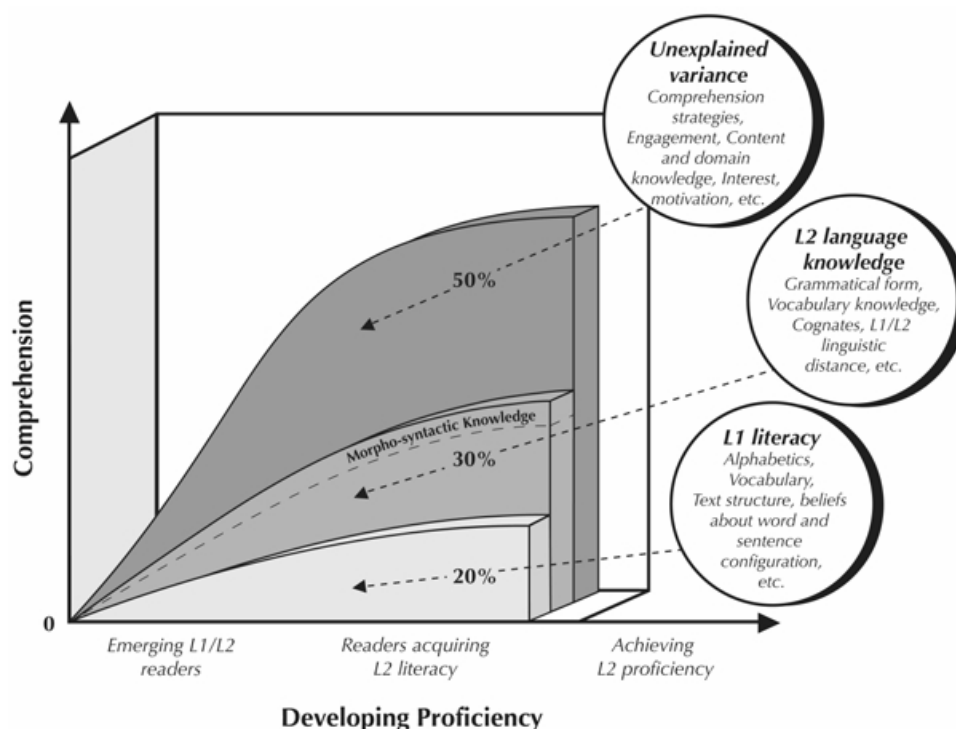 Unexplained
variance
Comprehension
strategies,
Engagement, Content
and domain
knowledge, Interest,
motivation, etc.
L2 language
knowledge
Grammatical form,
Vocabulary knowledge,
Cognates, L1/L2
linguistic
distance, etc.
L1 literacy
Alphabetics,
Vocabulary,
Text structure, beliefs
about word and
sentence
configuration,
etc.
50%
Morpho-syntactic Knowledge
30%
20%
Comprehension
0
Emerging L1/L2
readers
Readers acquiring
L2 literacy
Achieving
L2 proficiency
Developing Proficiency